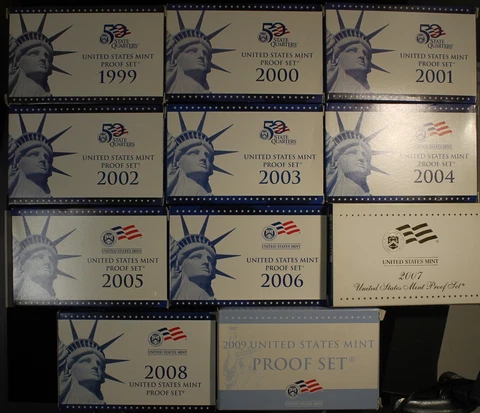 50
STATE
QUARTERS
UNITED STATES MINT
PROOF SET®
1999
50
STATE
QUARTERS
UNITED STATES MINT
PROOF SET®
2000
50
STATE
QUARTERS
UNITED STATES MINT
PROOF SET®
2001
50
STATE
QUARTERS
UNITED STATES MINT
PROOF SET®
2002
50
STATE
QUARTERS
UNITED STATES MINT
PROOF SET®
2003
UNITED STATES MINT
PROOF SET®
2004
UNITED STATES MINT
UNITED STATES MINT
PROOF SET®
2005
UNITED STATES MINT
UNITED STATES MINT
PROOF SET®
2006
UNITED STATES MINT
2007
United States Mint Proof Set®
2008
UNITED STATES MINT
PROOF SET®
2009 UNITED STATES MINT
PROOF SET®